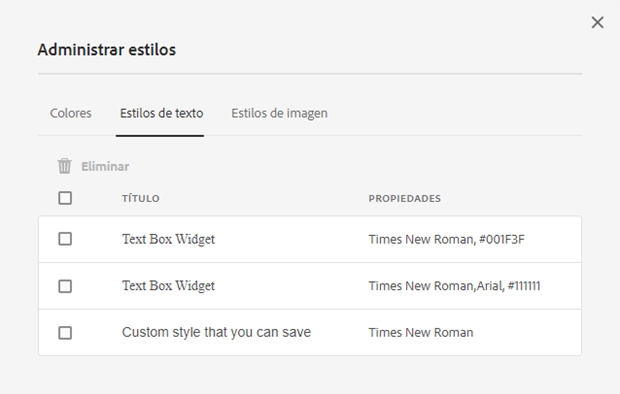 Administrar estilos
Colores Estilos de texto Estilos de imagen
Eliminar
TÍTULO PROPIEDADES
Text Box Widget Times New Roman, #001F3F
Text Box Widget Times New Roman,Arial, #111111
Custom style that you can save Times New Roman